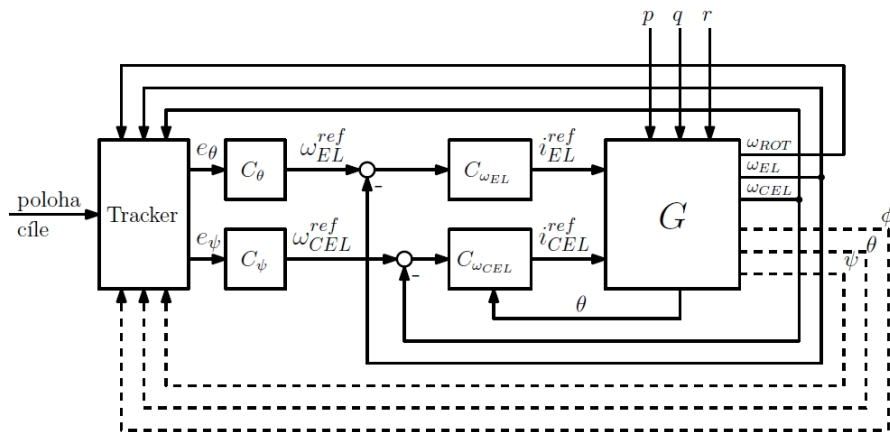 p q r
ω_ROT
ω_EL
ω_CEL
e_θ
C_θ
ω_EL^ref
-
C_ω_EL
i_EL^ref
G
poloha
cíle
Tracker
e_ψ
C_ψ
ω_CEL^ref
-
C_ω_CEL
i_CEL^ref
θ
ϕ
θ
ψ